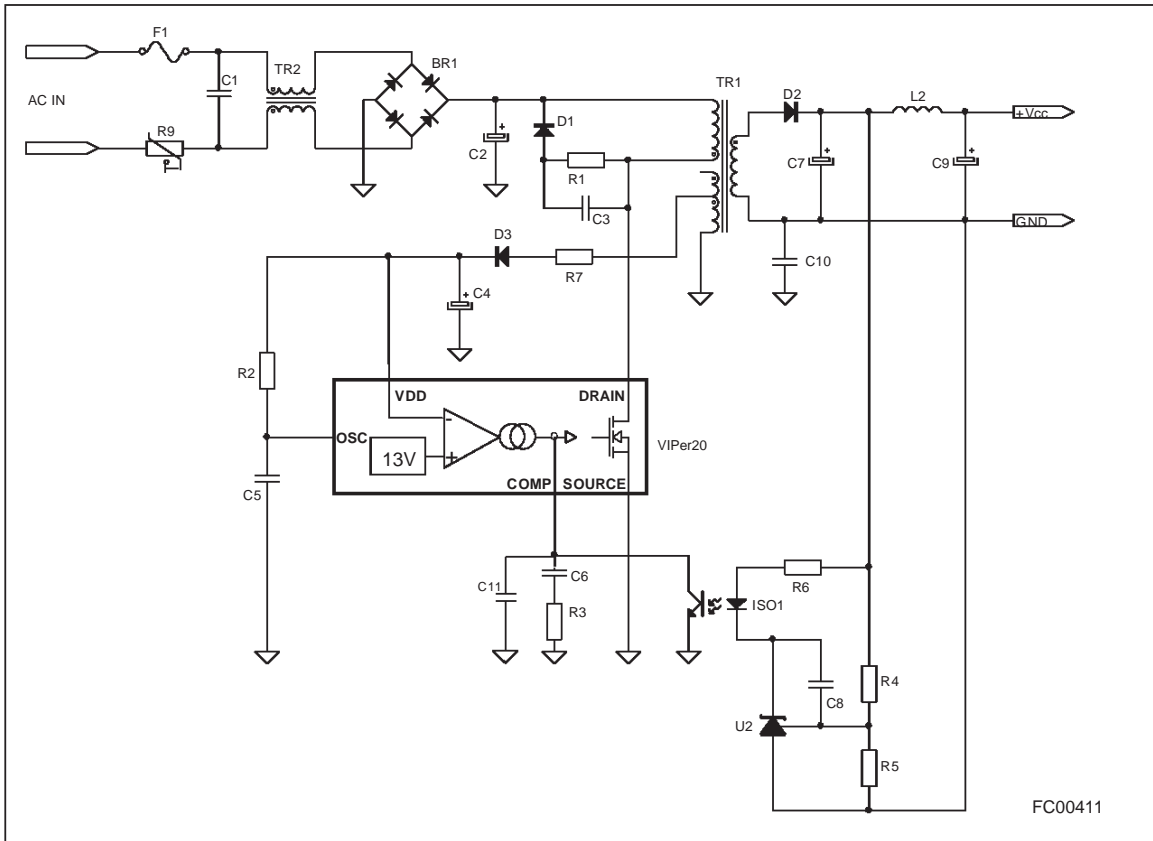 F1
TR2
BR1
TR1
D2
L2
C1
+Vcc
AC IN
R9
D1
C2
C7
C9
R1
C3
GND
D3
C10
R7
C4
R2
VDD
DRAIN
OSC
-
13V
+
VIPer20
COMP
SOURCE
C5
C11
C6
R6
ISO1
R3
R4
C8
U2
R5
FC00411